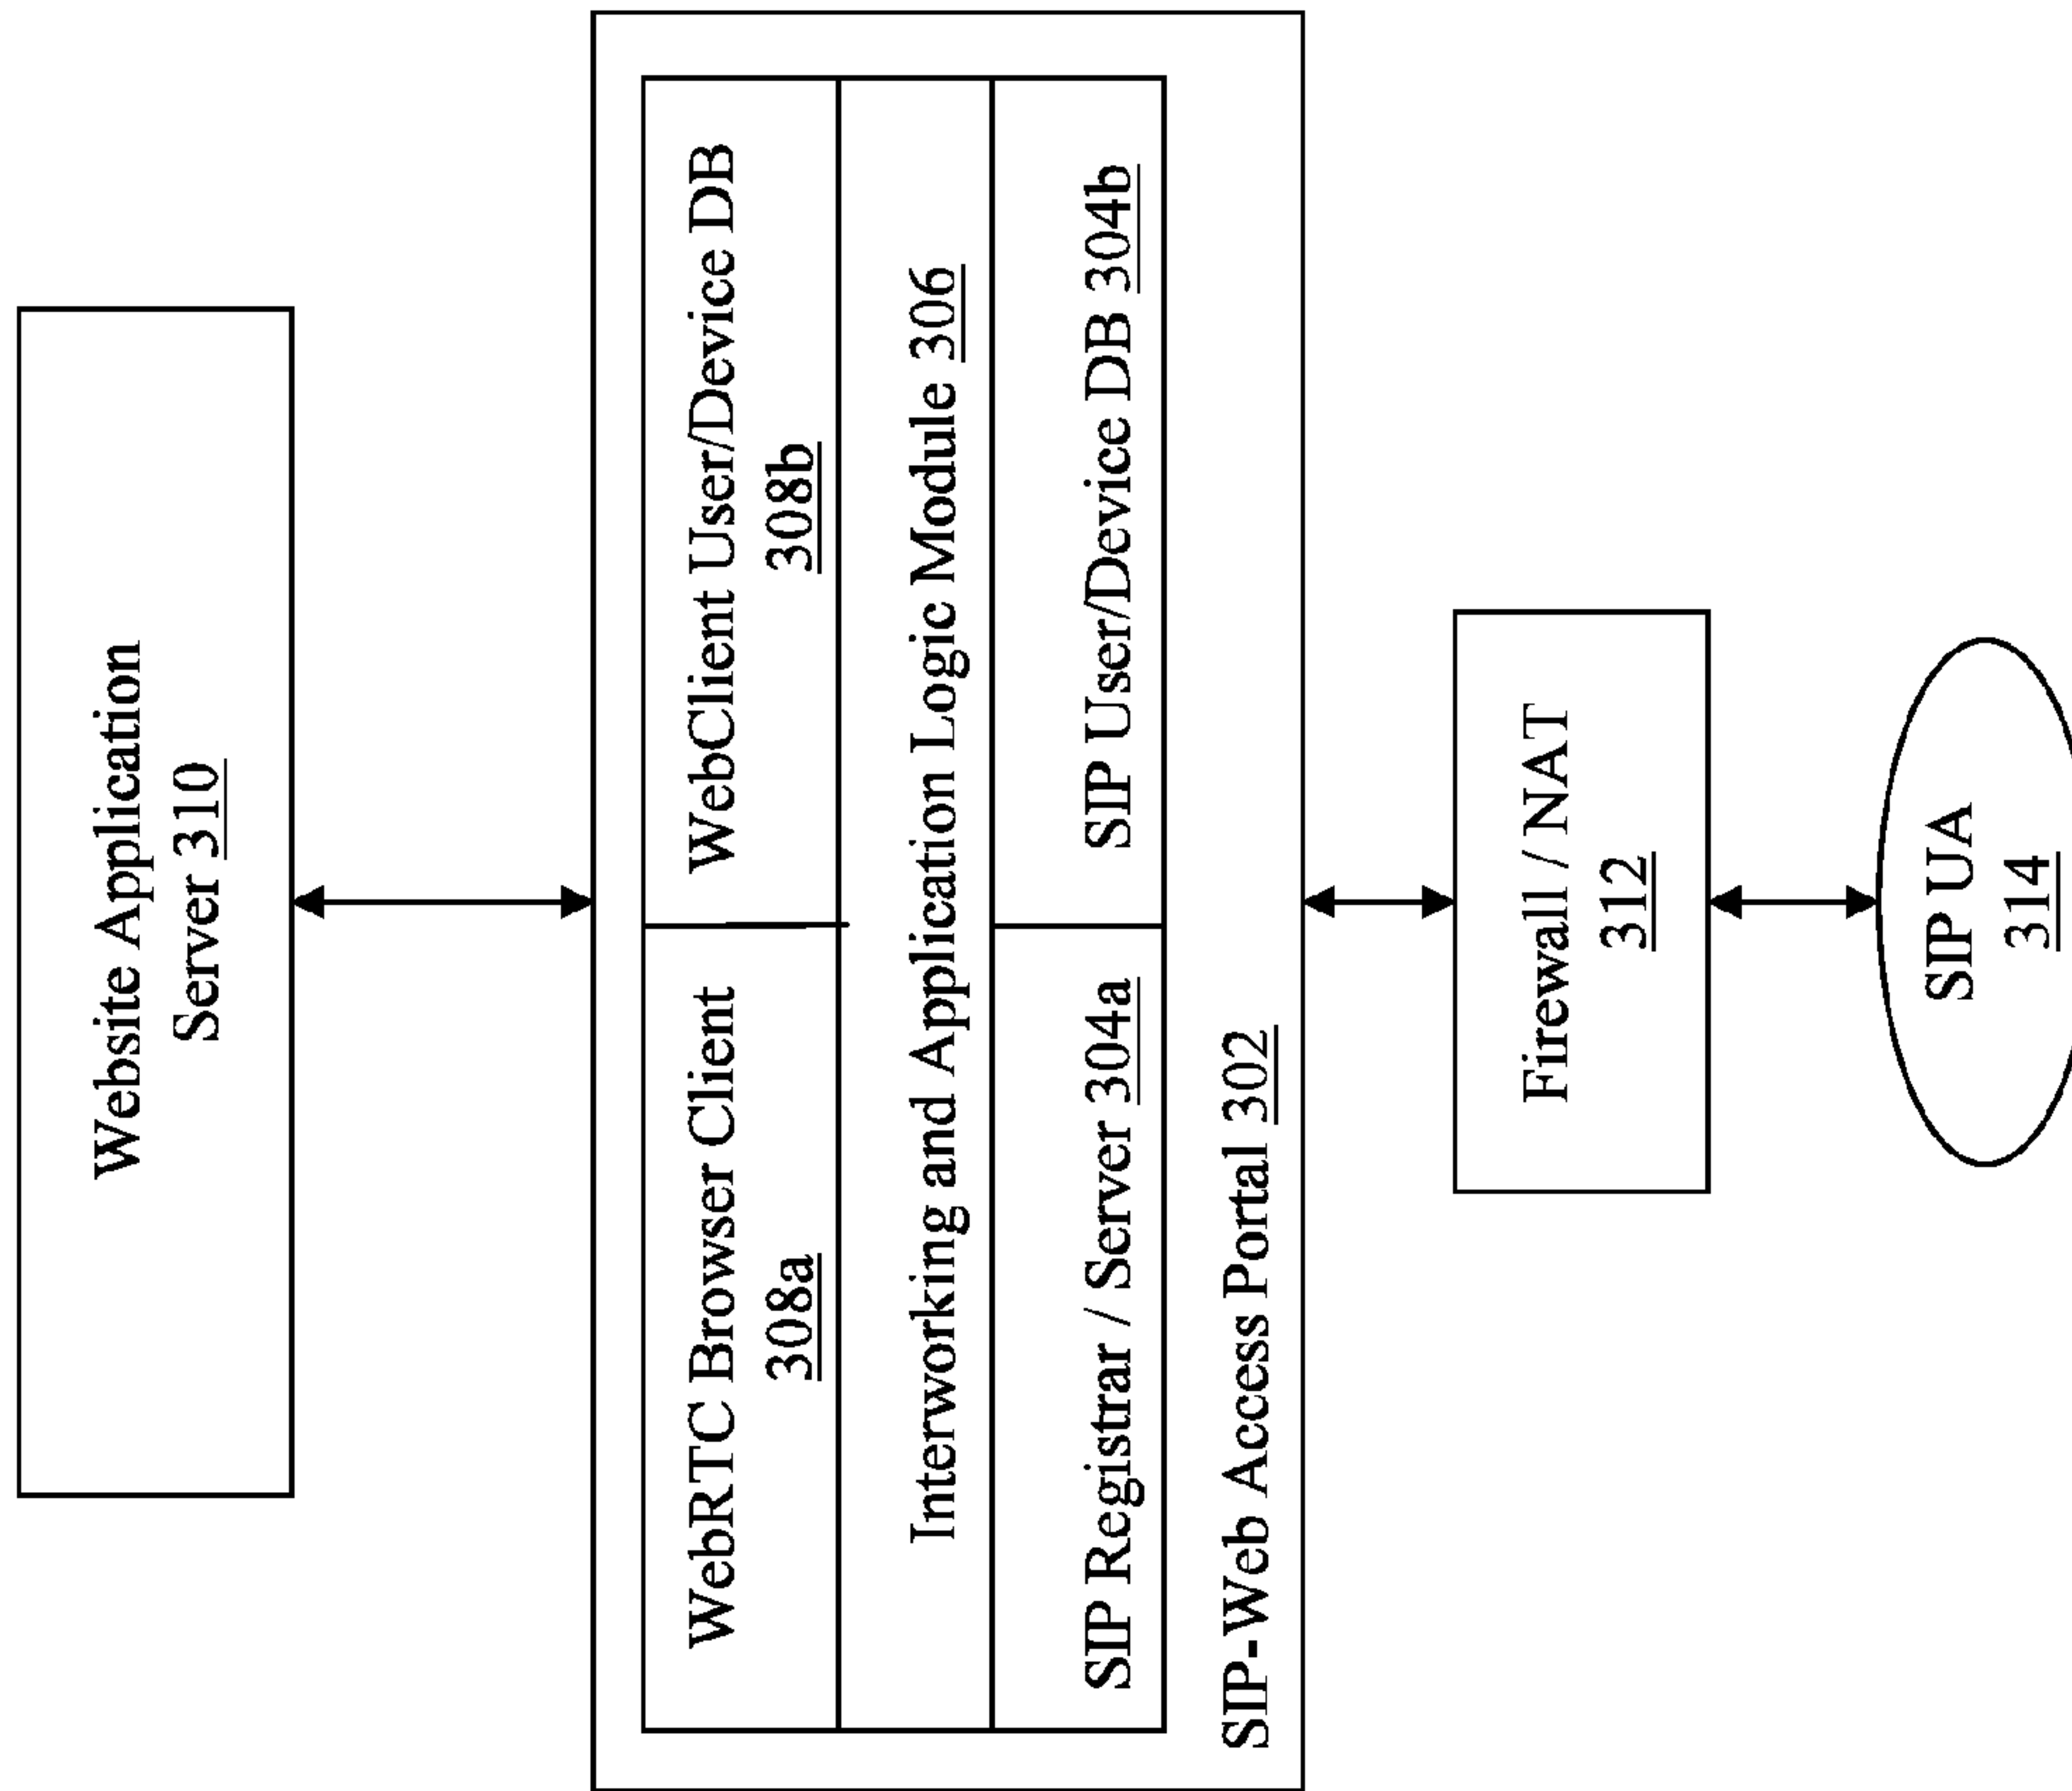 Website Application
Server 310
WebRTC Browser Client
308a
WebClient User/Device DB
308b
Interworking and Application Logic Module 306
SIP Registrar / Server 304a
SIP User/Device DB 304b
SIP-Web Access Portal 302
Firewall / NAT
312
SIP UA
314